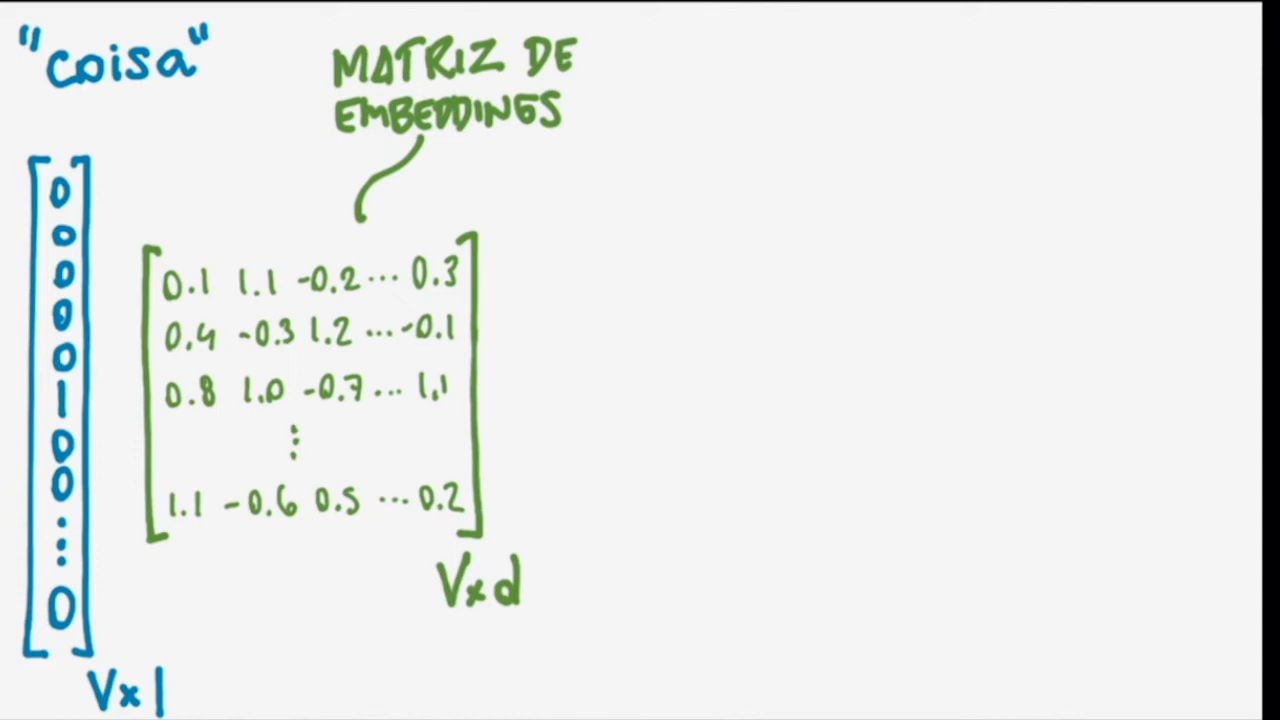 "coisa"
MATRIZ DE
EMBEDDINGS
0
0
0
0
0
1
0
0
⋮
0
Vx1
0.1 1.1 -0.2 ... 0.3
0.4 -0.3 1.2 ... -0.1
0.8 1.0 -0.7 ... 1.1
⋮
1.1 -0.6 0.5 ... 0.2
Vxd